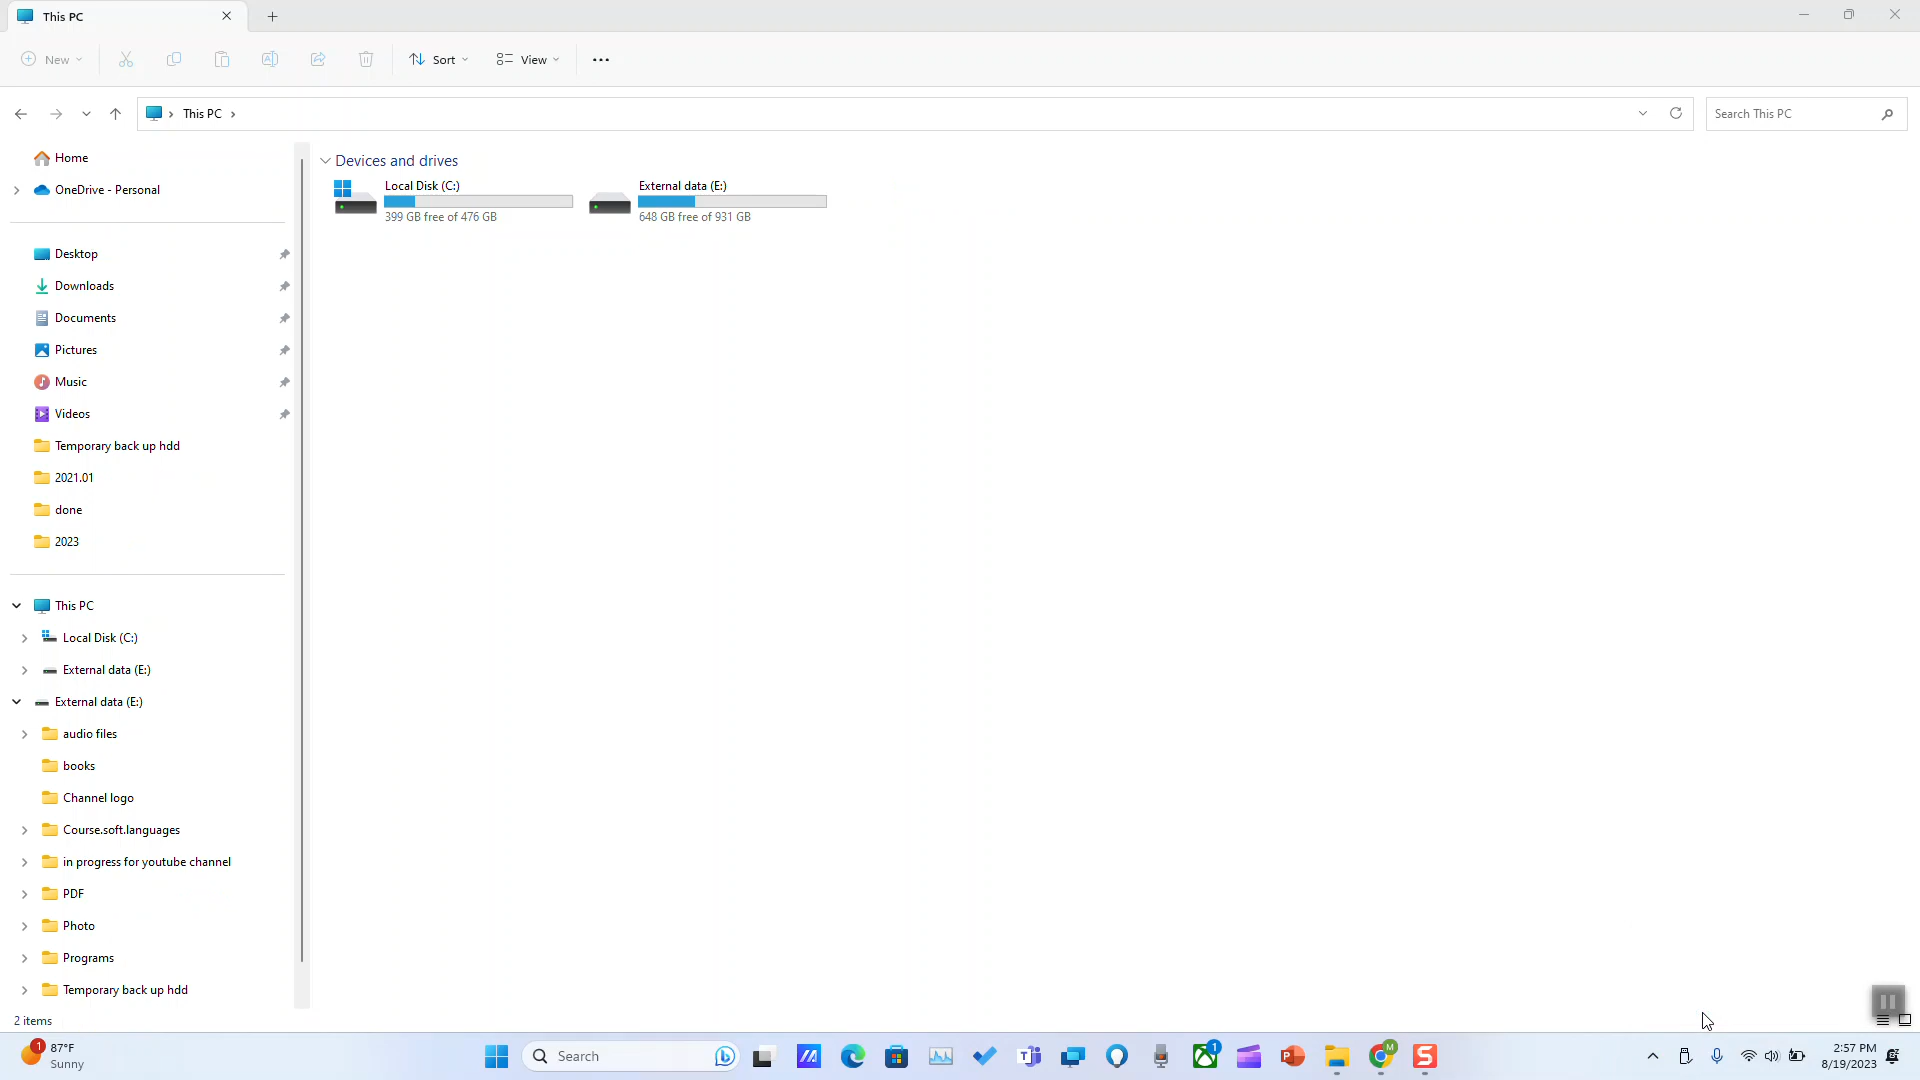 This PC
New
Sort
View
This PC
Search This PC
Home
OneDrive - Personal
Desktop
Downloads
Documents
Pictures
Music
Videos
Temporary back up hdd
2021.01
done
2023
This PC
Local Disk (C:)
External data (E:)
External data (E:)
audio files
books
Channel logo
Course.soft.languages
in progress for youtube channel
PDF
Photo
Programs
Temporary back up hdd
Devices and drives
Local Disk (C:)
399 GB free of 476 GB
External data (E:)
648 GB free of 931 GB
2 items
1
87°F
Sunny
Search
1
M
2:57 PM
8/19/2023